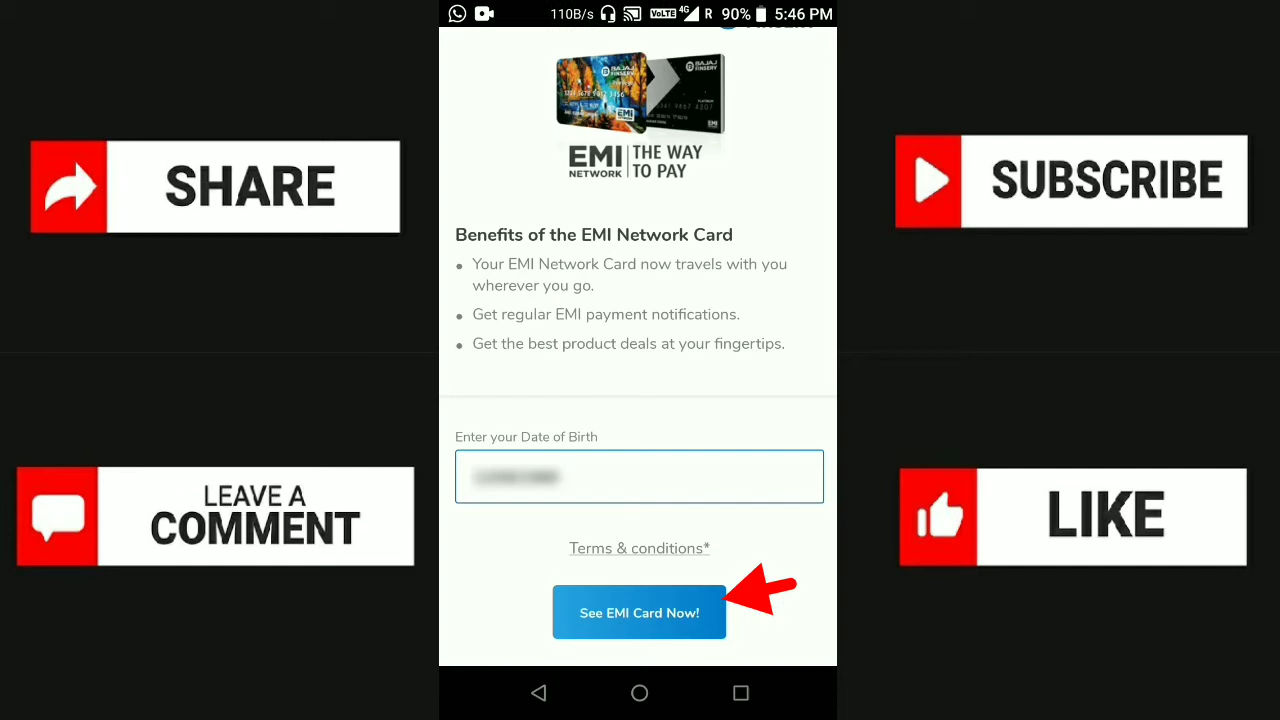 110B/s VoLTE 4G R 90% 5:46 PM
BAJAJ
FINSERV
BAJAJ
FINSERV
PLATINUM
EMI
EMI
EMI
NETWORK
THE WAY
TO PAY
SHARE
SUBSCRIBE
Benefits of the EMI Network Card
Your EMI Network Card now travels with you
wherever you go.
Get regular EMI payment notifications.
Get the best product deals at your fingertips.
Enter your Date of Birth
LEAVE A
COMMENT
LIKE
Terms & conditions*
See EMI Card Now!